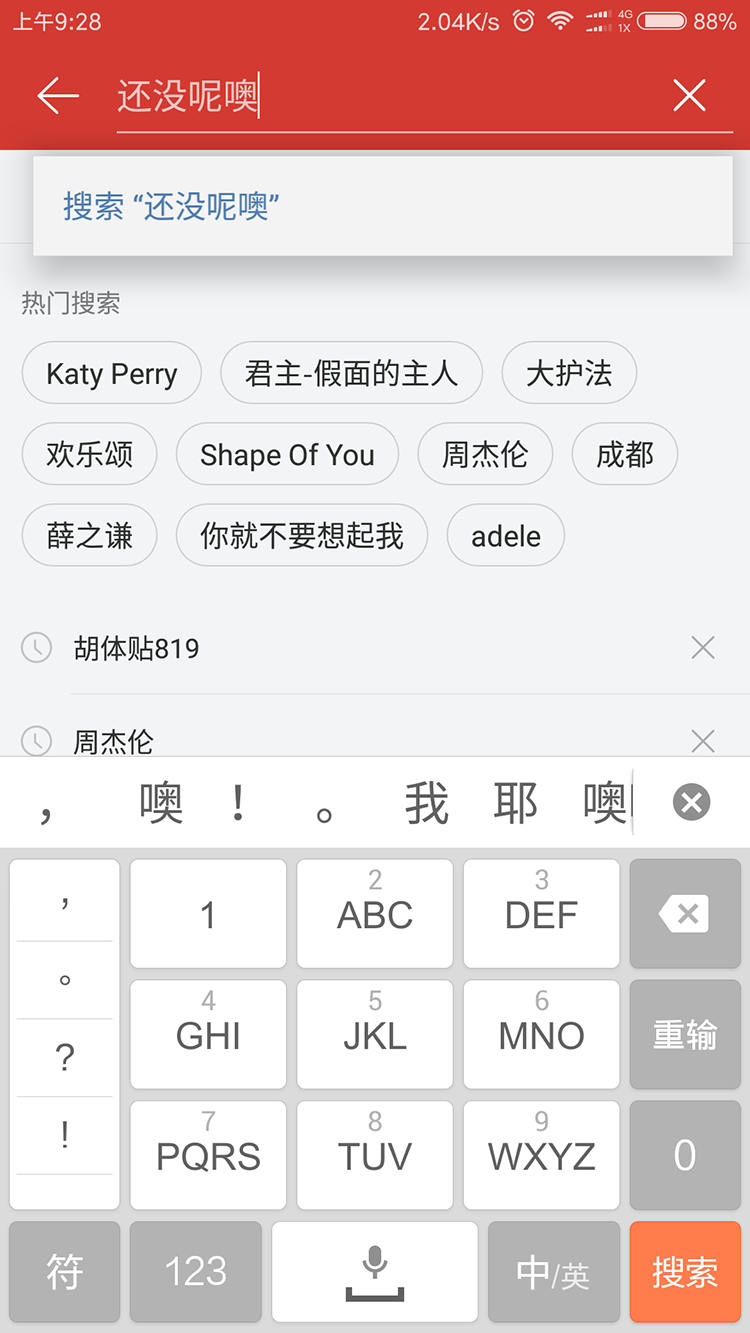 上午9:28 2.04K/s 4G 1X 88%
还没呢噢
搜索 “还没呢噢”
热门搜索
Katy Perry 君主-假面的主人 大护法
欢乐颂 Shape Of You 周杰伦 成都
薛之谦 你就不要想起我 adele
胡体贴819
周杰伦
， 噢 ！ 。 我 耶 噢
， 1 2 ABC 3 DEF
。 4 GHI 5 JKL 6 MNO 重输
?
! 7 PQRS 8 TUV 9 WXYZ 0
符 123 中/英 搜索